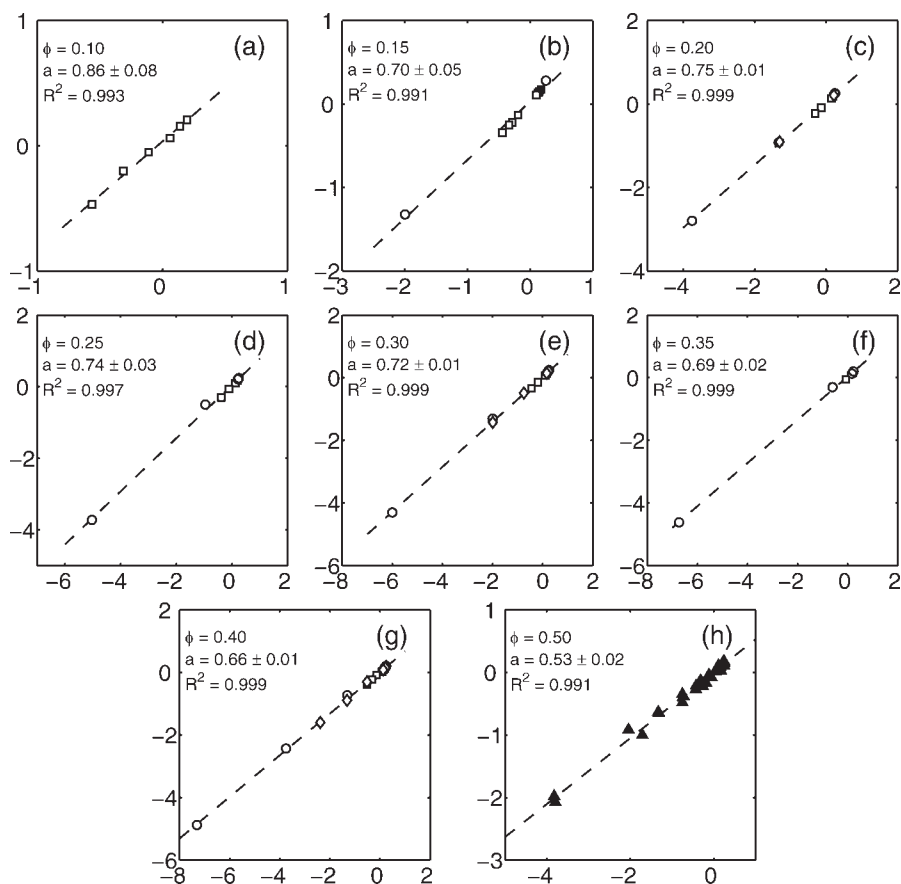 (a)
ϕ = 0.10
a = 0.86 ± 0.08
R² = 0.993
1
0
−1
−1 0 1
(b)
ϕ = 0.15
a = 0.70 ± 0.05
R² = 0.991
1
0
−1
−2
−3 −2 −1 0 1
(c)
ϕ = 0.20
a = 0.75 ± 0.01
R² = 0.999
2
0
−2
−4
−4 −2 0 2
(d)
ϕ = 0.25
a = 0.74 ± 0.03
R² = 0.997
2
0
−2
−4
−6 −4 −2 0 2
(e)
ϕ = 0.30
a = 0.72 ± 0.01
R² = 0.999
2
0
−2
−4
−6
−8 −6 −4 −2 0 2
(f)
ϕ = 0.35
a = 0.69 ± 0.02
R² = 0.999
2
0
−2
−4
−6
−8 −6 −4 −2 0 2
(g)
ϕ = 0.40
a = 0.66 ± 0.01
R² = 0.999
2
0
−2
−4
−6
−8 −6 −4 −2 0 2
(h)
ϕ = 0.50
a = 0.53 ± 0.02
R² = 0.991
1
0
−1
−2
−3
−4 −2 0